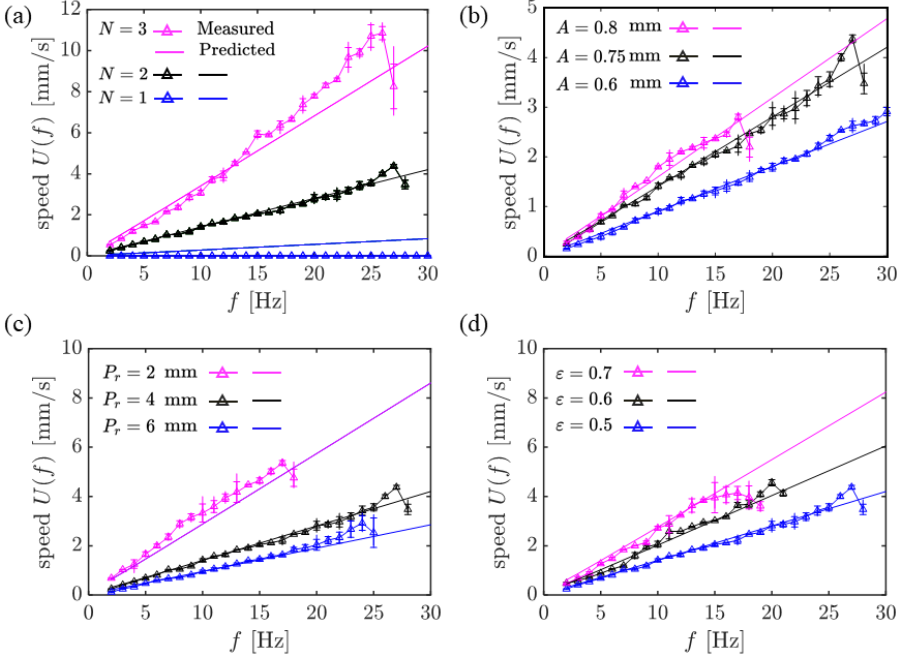 (a)
N = 3 Measured
Predicted
N = 2
N = 1
speed U(f) [mm/s]
12
10
8
6
4
2
0
0 5 10 15 20 25 30
f [Hz]
(b)
A = 0.8 mm
A = 0.75 mm
A = 0.6 mm
speed U(f) [mm/s]
5
4
3
2
1
0
0 5 10 15 20 25 30
f [Hz]
(c)
P_r = 2 mm
P_r = 4 mm
P_r = 6 mm
speed U(f) [mm/s]
10
8
6
4
2
0
0 5 10 15 20 25 30
f [Hz]
(d)
ε = 0.7
ε = 0.6
ε = 0.5
speed U(f) [mm/s]
10
8
6
4
2
0
0 5 10 15 20 25 30
f [Hz]